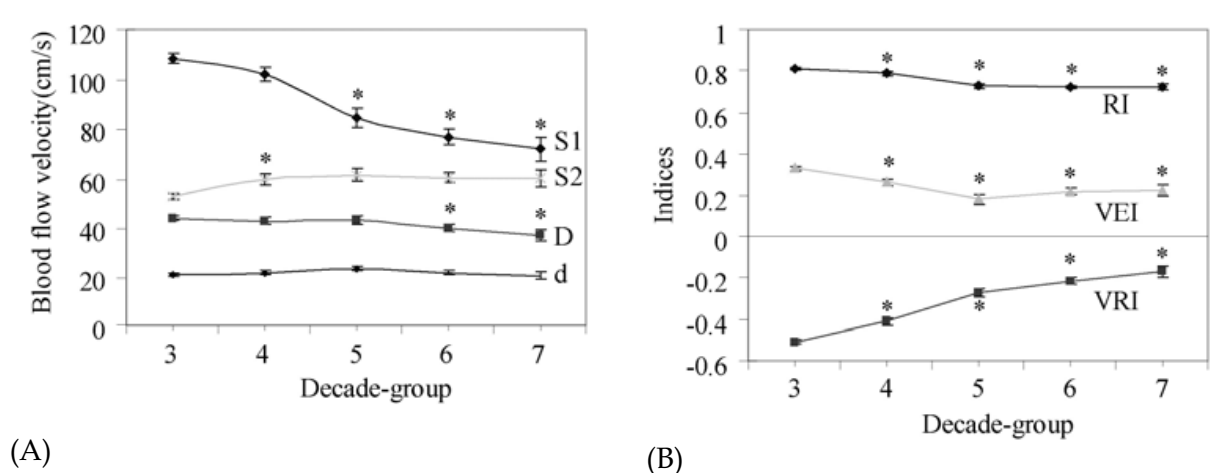 Blood flow velocity(cm/s)
120
100
80
60
40
20
0
* * * *
* *
S1
S2
D
d
3 4 5 6 7
Decade-group
(A)
Indices
1
0.8
0.6
0.4
0.2
0
-0.2
-0.4
-0.6
* * * *
RI
* * * *
VEI
* * * *
VRI
3 4 5 6 7
Decade-group
(B)